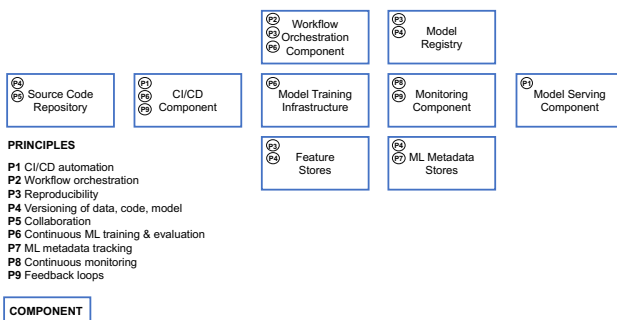 P2
P3
P6
Workflow
Orchestration
Component
P3
P4
Model
Registry
P4
P5
Source Code
Repository
P1
P6
P9
CI/CD
Component
P6
Model Training
Infrastructure
P8
P9
Monitoring
Component
P1
Model Serving
Component
P3
P4
Feature
Stores
P4
P7
ML Metadata
Stores
PRINCIPLES
P1 CI/CD automation
P2 Workflow orchestration
P3 Reproducibility
P4 Versioning of data, code, model
P5 Collaboration
P6 Continuous ML training & evaluation
P7 ML metadata tracking
P8 Continuous monitoring
P9 Feedback loops
COMPONENT